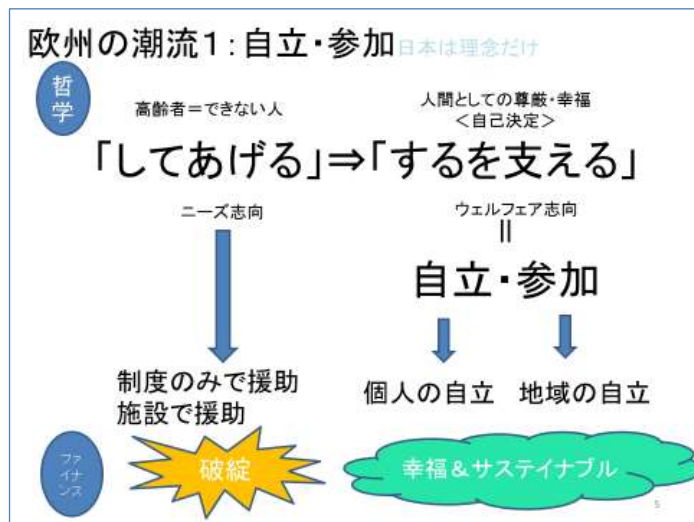 欧州の潮流1:自立・参加日本は理念だけ
哲
学
高齢者=できない人
人間としての尊厳・幸福
<自己決定>
「してあげる」⇒「するを支える」
ニーズ志向
ウェルフェア志向
||
自立・参加
制度のみで援助
施設で援助
個人の自立 地域の自立
ファ
イナ
ンス
破綻
幸福&サステイナブル
5